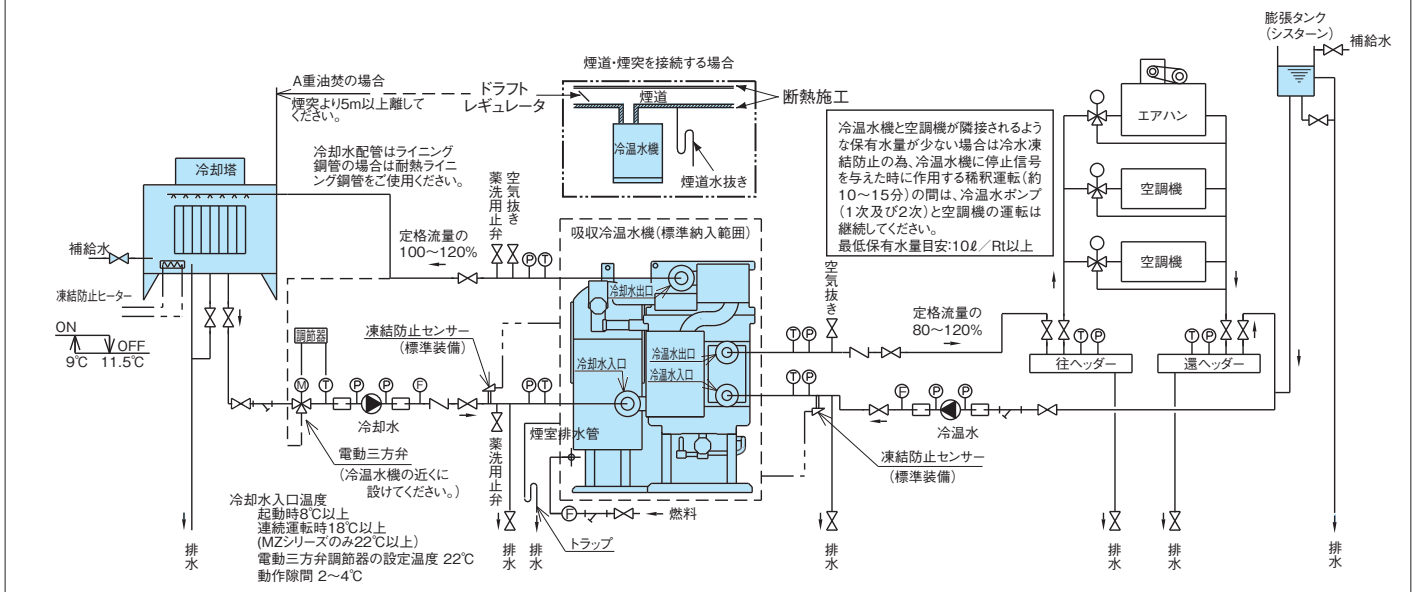 膨張タンク
(シスターン)
補給水
煙道・煙突を接続する場合
A重油焚の場合
煙突より5m以上離して
ください。
ドラフト
レギュレータ
煙道
断熱施工
冷温水機
煙道水抜き
エアハン
空調機
空調機
冷温水機と空調機が隣接されるよう
な保有水量が少ない場合は冷水凍
結防止の為、冷温水機に停止信号
を与えた時に作用する稀釈運転(約
10〜15分)の間は、冷温水ポンプ
(1次及び2次)と空調機の運転は
継続してください。
最低保有水量目安:10ℓ/Rt以上
冷却水配管はライニング
鋼管の場合は耐熱ライニ
ング鋼管をご使用ください。
冷却塔
補給水
凍結防止ヒーター
ON
OFF
9℃ 11.5℃
定格流量の
100〜120%
薬洗用止弁
空気抜き
P T
吸収冷温水機(標準納入範囲)
冷却水出口
冷却水入口
冷温水出口
冷温水入口
空気抜き
定格流量の
80〜120%
T P
T P
T P
T P
往ヘッダー
還ヘッダー
調節器
凍結防止センサー
(標準装備)
M T P P F
P T
冷却水
薬洗用止弁
煙室排水管
電動三方弁
(冷温水機の近くに
設けてください。)
F P P
冷温水
凍結防止センサー
(標準装備)
冷却水入口温度
起動時8℃以上
連続運転時18℃以上
(MZシリーズのみ22℃以上)
電動三方弁調節器の設定温度 22℃
動作隙間 2〜4℃
F
燃料
トラップ
排水
排水
排水
排水
排水
排水
排水